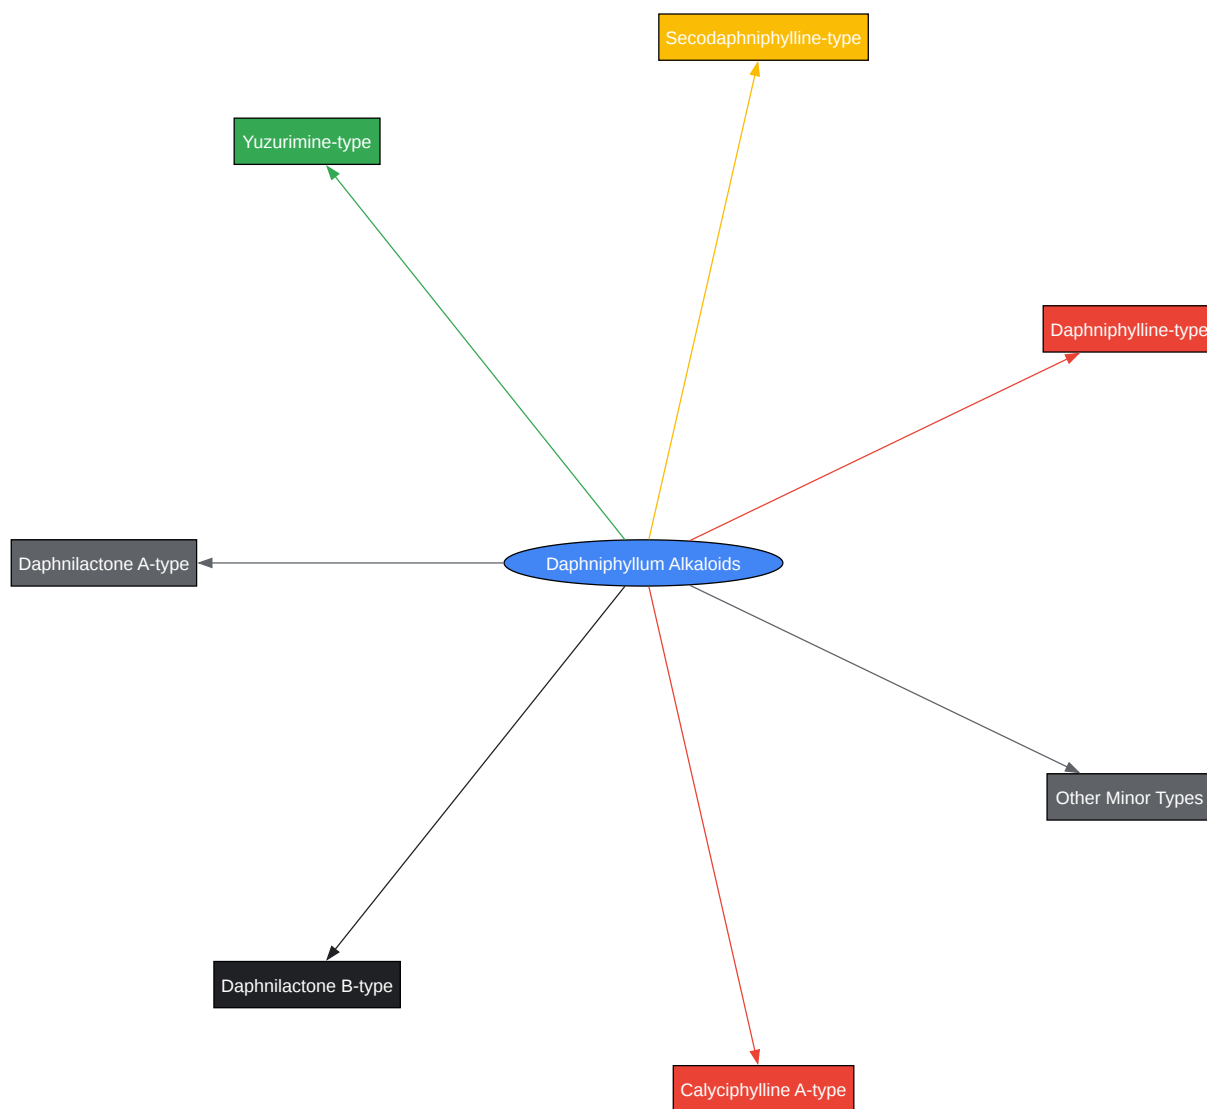 Secodaphniphylline-type
Yuzurimine-type
Daphniphylline-type
Daphnilactone A-type
Daphniphyllum Alkaloids
Other Minor Types
Daphnilactone B-type
Calyciphylline A-type